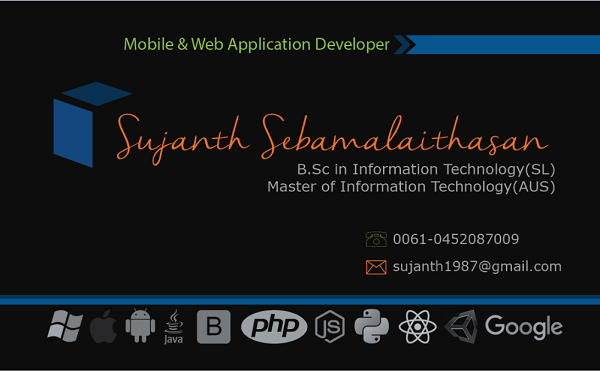 Mobile & Web Application Developer
Sujanth Sebamalaithasan
B.Sc in Information Technology(SL)
Master of Information Technology(AUS)
0061-0452087009
sujanth1987@gmail.com
Java B php JS Google